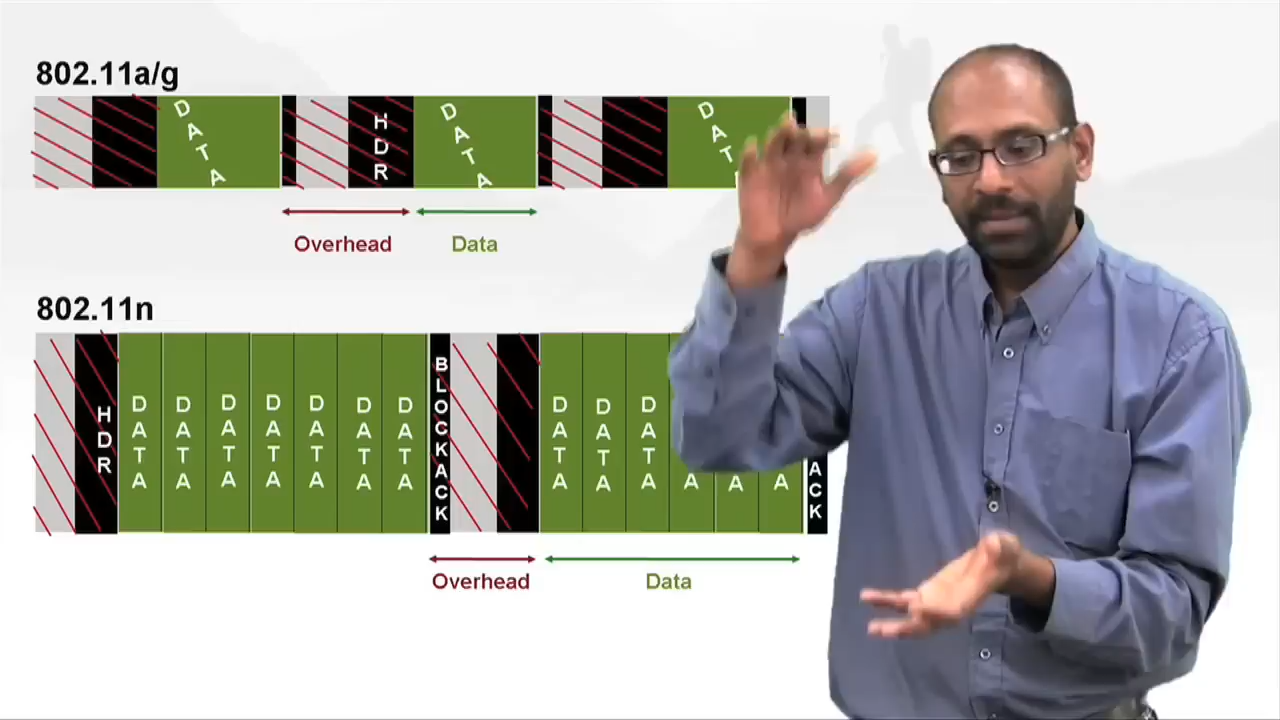 802.11a/g
DATA
HDR
DATA
DATA
Overhead
Data
802.11n
HDR
DATA
DATA
DATA
DATA
DATA
DATA
DATA
BLOCKACK
DATA
DATA
DATA
A
A
A
ACK
Overhead
Data